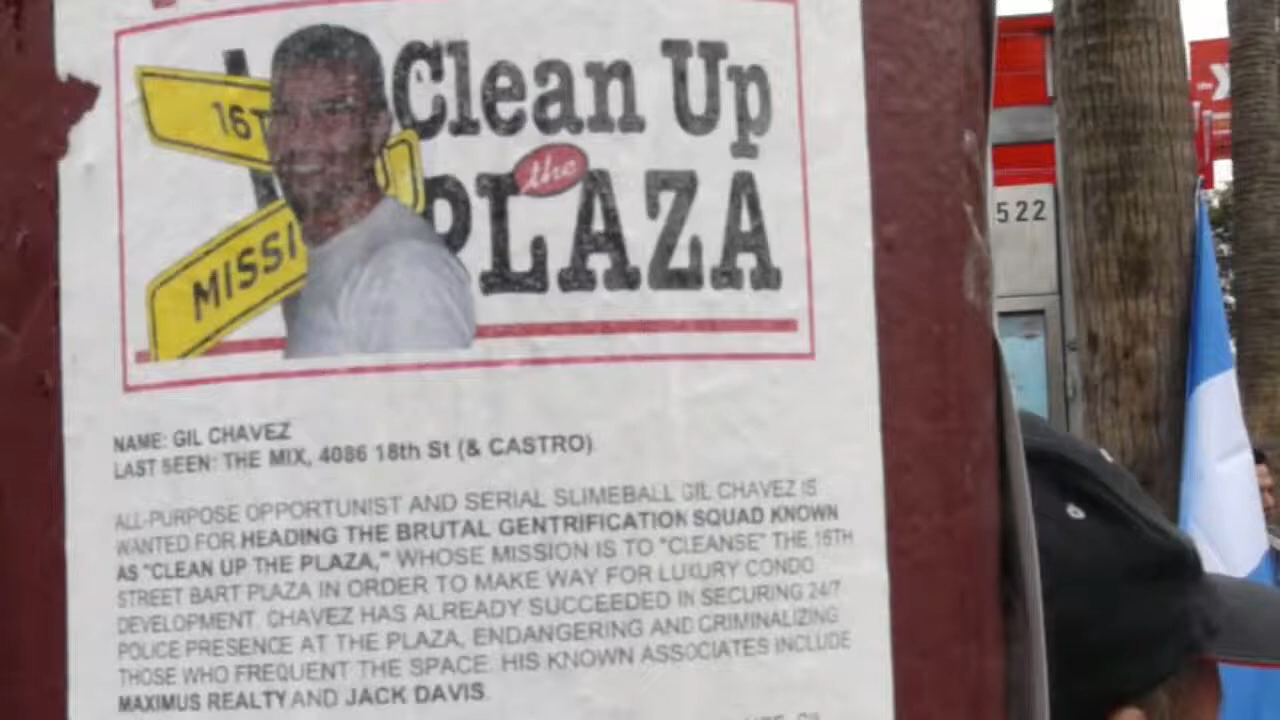 16T
MISSI
Clean Up
the
PLAZA
522
NAME: GIL CHAVEZ
LAST SEEN: THE MIX, 4086 18th St (& CASTRO)
ALL-PURPOSE OPPORTUNIST AND SERIAL SLIMEBALL GIL CHAVEZ IS
WANTED FOR HEADING THE BRUTAL GENTRIFICATION SQUAD KNOWN
AS "CLEAN UP THE PLAZA," WHOSE MISSION IS TO "CLEANSE" THE 16TH
STREET BART PLAZA IN ORDER TO MAKE WAY FOR LUXURY CONDO
DEVELOPMENT. CHAVEZ HAS ALREADY SUCCEEDED IN SECURING 24/7
POLICE PRESENCE AT THE PLAZA, ENDANGERING AND CRIMINALIZING
THOSE WHO FREQUENT THE SPACE. HIS KNOWN ASSOCIATES INCLUDE
MAXIMUS REALTY AND JACK DAVIS.